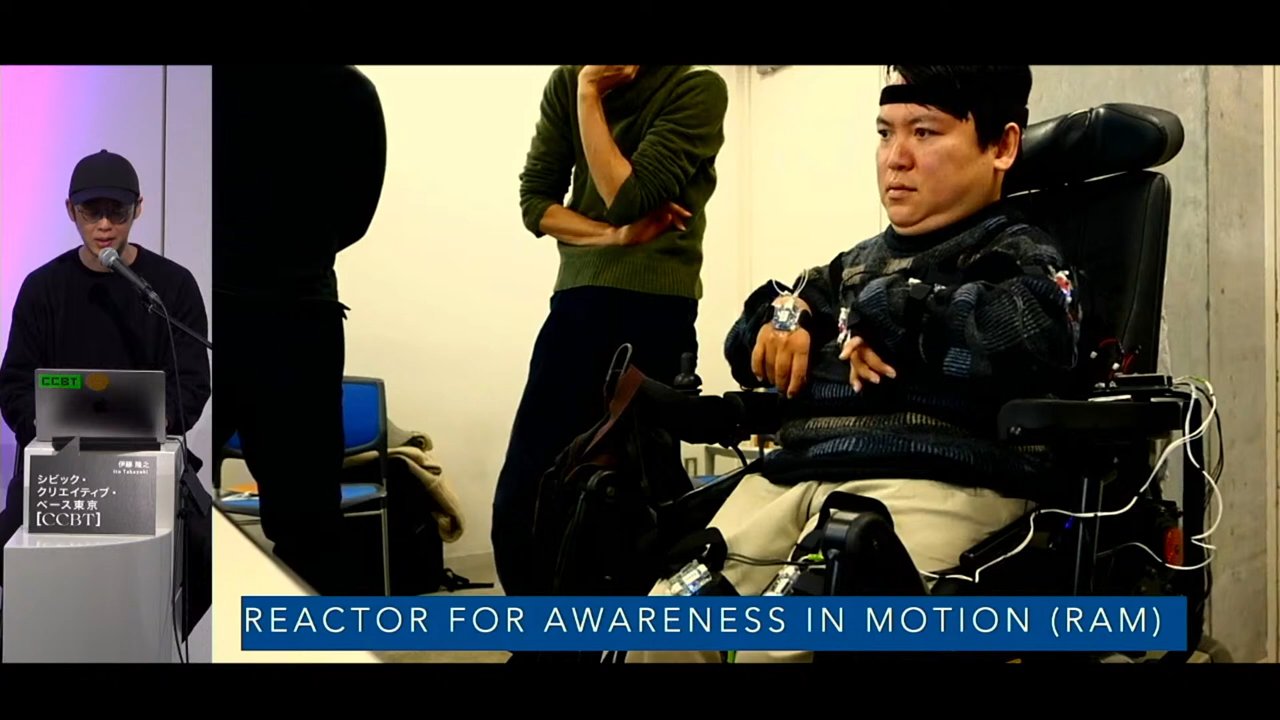 CCBT
伊藤 隆之
Ito Takayuki
シビック・
クリエイティブ・
ベース東京
[CCBT]
REACTOR FOR AWARENESS IN MOTION (RAM)